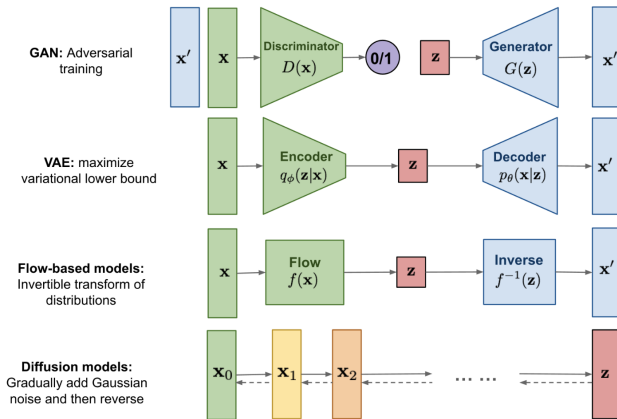 GAN: Adversarial
training
x′
x
Discriminator
D(x)
0/1
z
Generator
G(z)
x′
VAE: maximize
variational lower bound
x
Encoder
qϕ(z|x)
z
Decoder
pθ(x|z)
x′
Flow-based models:
Invertible transform of
distributions
x
Flow
f(x)
z
Inverse
f⁻¹(z)
x′
Diffusion models:
Gradually add Gaussian
noise and then reverse
x₀
x₁
x₂
... ...
z